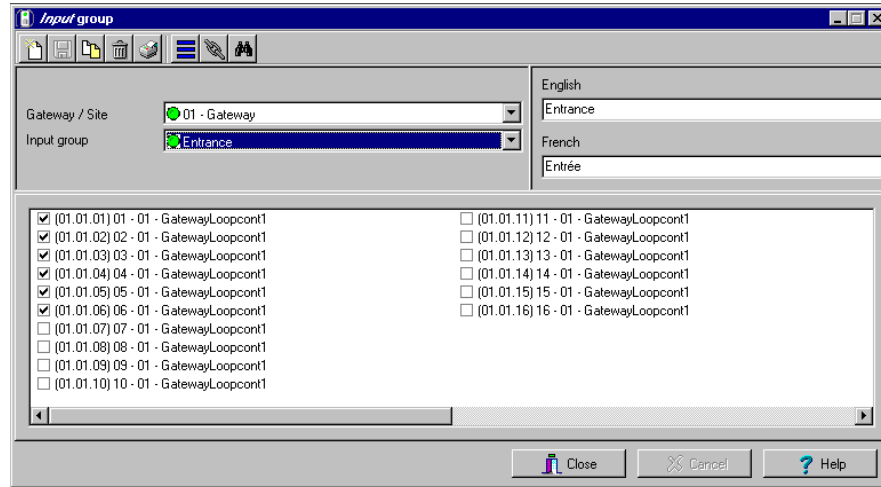 Input group
English
Gateway / Site
01 - Gateway
Entrance
Input group
Entrance
French
Entrée
(01.01.01) 01 - 01 - GatewayLoopcont1
(01.01.02) 02 - 01 - GatewayLoopcont1
(01.01.03) 03 - 01 - GatewayLoopcont1
(01.01.04) 04 - 01 - GatewayLoopcont1
(01.01.05) 05 - 01 - GatewayLoopcont1
(01.01.06) 06 - 01 - GatewayLoopcont1
(01.01.07) 07 - 01 - GatewayLoopcont1
(01.01.08) 08 - 01 - GatewayLoopcont1
(01.01.09) 09 - 01 - GatewayLoopcont1
(01.01.10) 10 - 01 - GatewayLoopcont1
(01.01.11) 11 - 01 - GatewayLoopcont1
(01.01.12) 12 - 01 - GatewayLoopcont1
(01.01.13) 13 - 01 - GatewayLoopcont1
(01.01.14) 14 - 01 - GatewayLoopcont1
(01.01.15) 15 - 01 - GatewayLoopcont1
(01.01.16) 16 - 01 - GatewayLoopcont1
Close
Cancel
Help